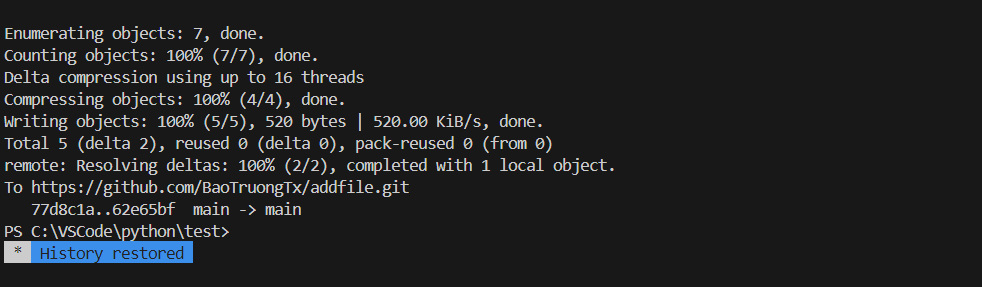 Enumerating objects: 7, done.
Counting objects: 100% (7/7), done.
Delta compression using up to 16 threads
Compressing objects: 100% (4/4), done.
Writing objects: 100% (5/5), 520 bytes | 520.00 KiB/s, done.
Total 5 (delta 2), reused 0 (delta 0), pack-reused 0 (from 0)
remote: Resolving deltas: 100% (2/2), completed with 1 local object.
To https://github.com/BaoTruongTx/addfile.git
   77d8c1a..62e65bf  main -> main
PS C:\VSCode\python\test>
 *  History restored